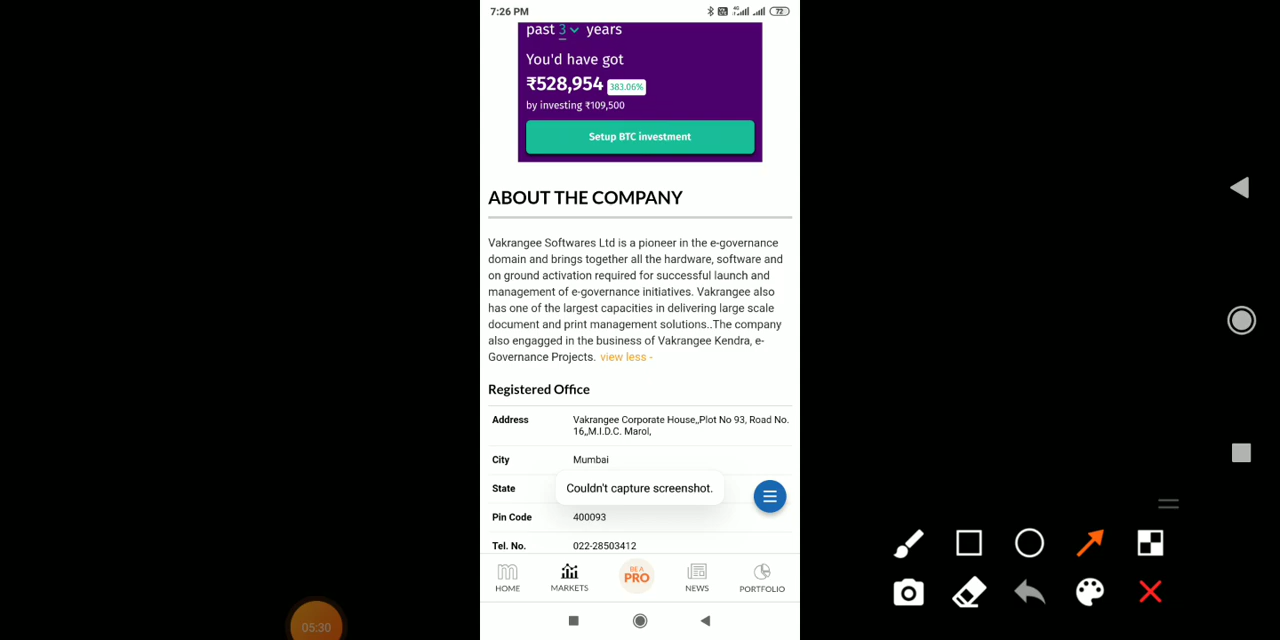 7:26 PM
4G
72
past 3 years
You'd have got
₹528,954 383.06%
by investing ₹109,500
Setup BTC investment
ABOUT THE COMPANY
Vakrangee Softwares Ltd is a pioneer in the e-governance
domain and brings together all the hardware, software and
on ground activation required for successful launch and
management of e-governance initiatives. Vakrangee also
has one of the largest capacities in delivering large scale
document and print management solutions..The company
also engagged in the business of Vakrangee Kendra, e-
Governance Projects. view less -
Registered Office
Address Vakrangee Corporate House,,Plot No 93, Road No.
16,,M.I.D.C. Marol,
City Mumbai
State
Couldn't capture screenshot.
Pin Code 400093
Tel. No. 022-28503412
HOME MARKETS BE A PRO NEWS PORTFOLIO
05:30